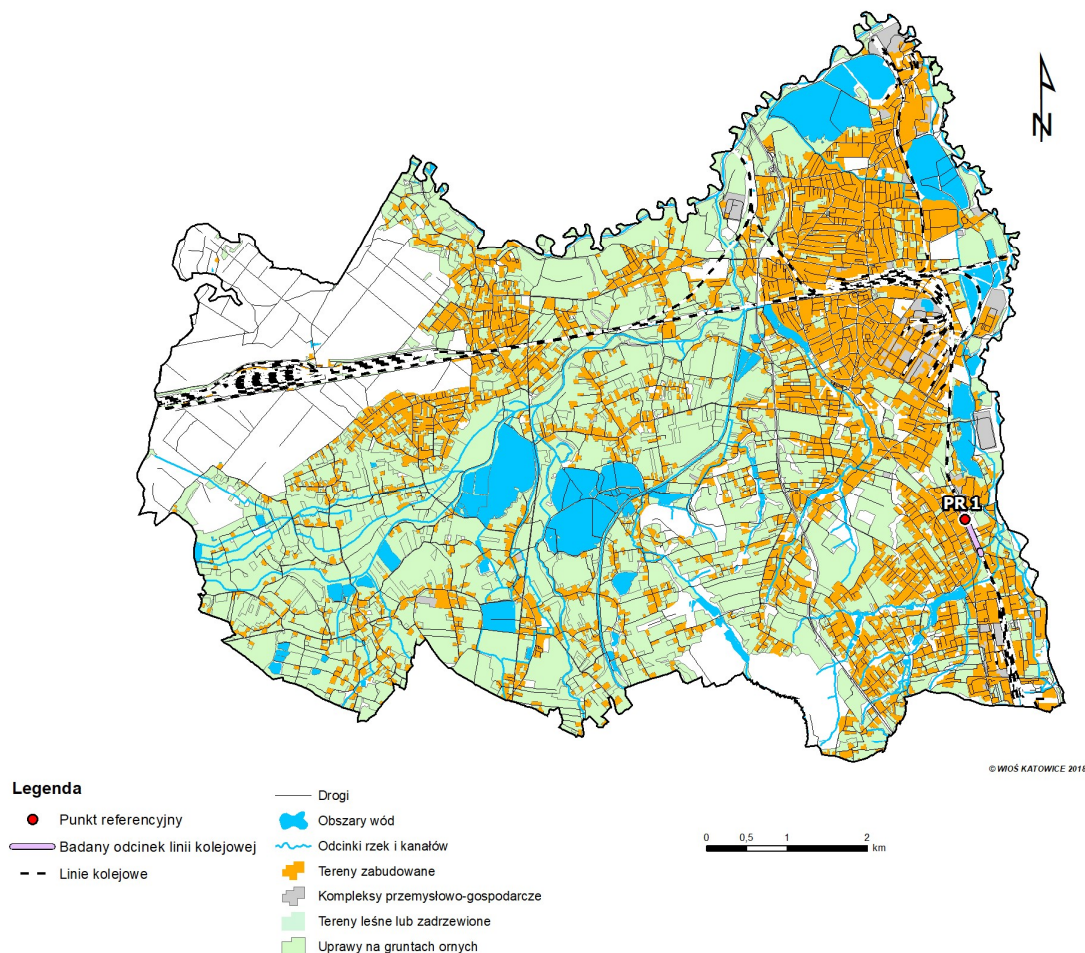 N
PR 1
© WIOŚ KATOWICE 2018
Legenda
Punkt referencyjny
Badany odcinek linii kolejowej
Linie kolejowe
Drogi
Obszary wód
Odcinki rzek i kanałów
Tereny zabudowane
Kompleksy przemysłowo-gospodarcze
Tereny leśne lub zadrzewione
Uprawy na gruntach ornych
0 0,5 1 2
km